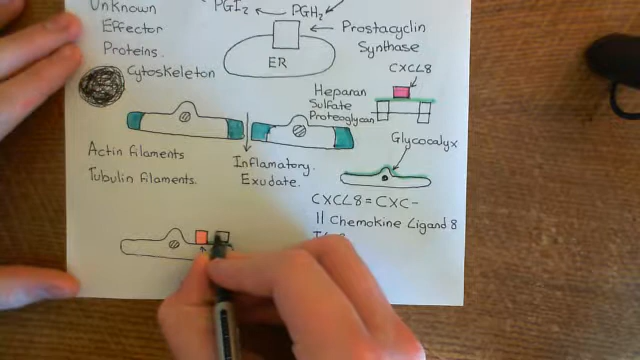 Unknown
Effector
Proteins.
PGI₂ ← PGH₂
Prostacyclin
Synthase
ER
Cytoskeleton
CXCL8
Heparan
Sulfate
Proteoglycan
Glycocalyx
Actin filaments
Tubulin filaments.
Inflamatory.
Exudate.
CXCL8 = CXC-
Chemokine Ligand 8